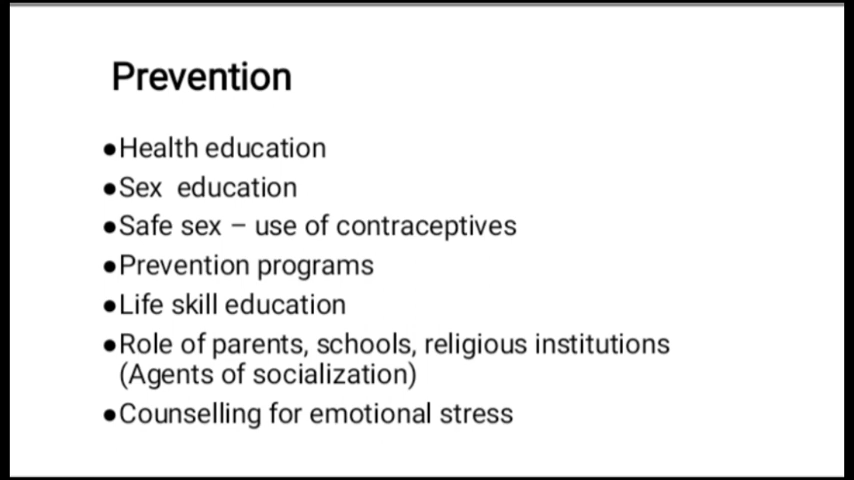 Prevention
●Health education
●Sex education
●Safe sex – use of contraceptives
●Prevention programs
●Life skill education
●Role of parents, schools, religious institutions
(Agents of socialization)
●Counselling for emotional stress